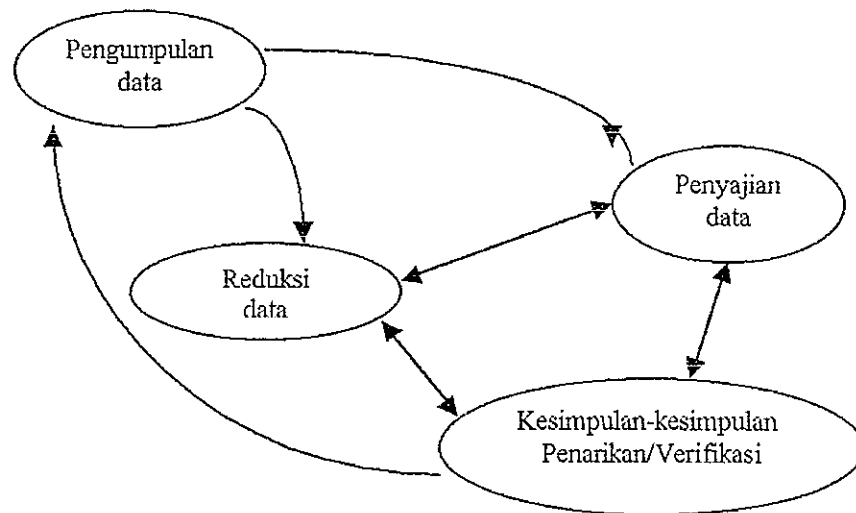 Pengumpulan
data
Penyajian
data
Reduksi
data
Kesimpulan-kesimpulan
Penarikan/Verifikasi